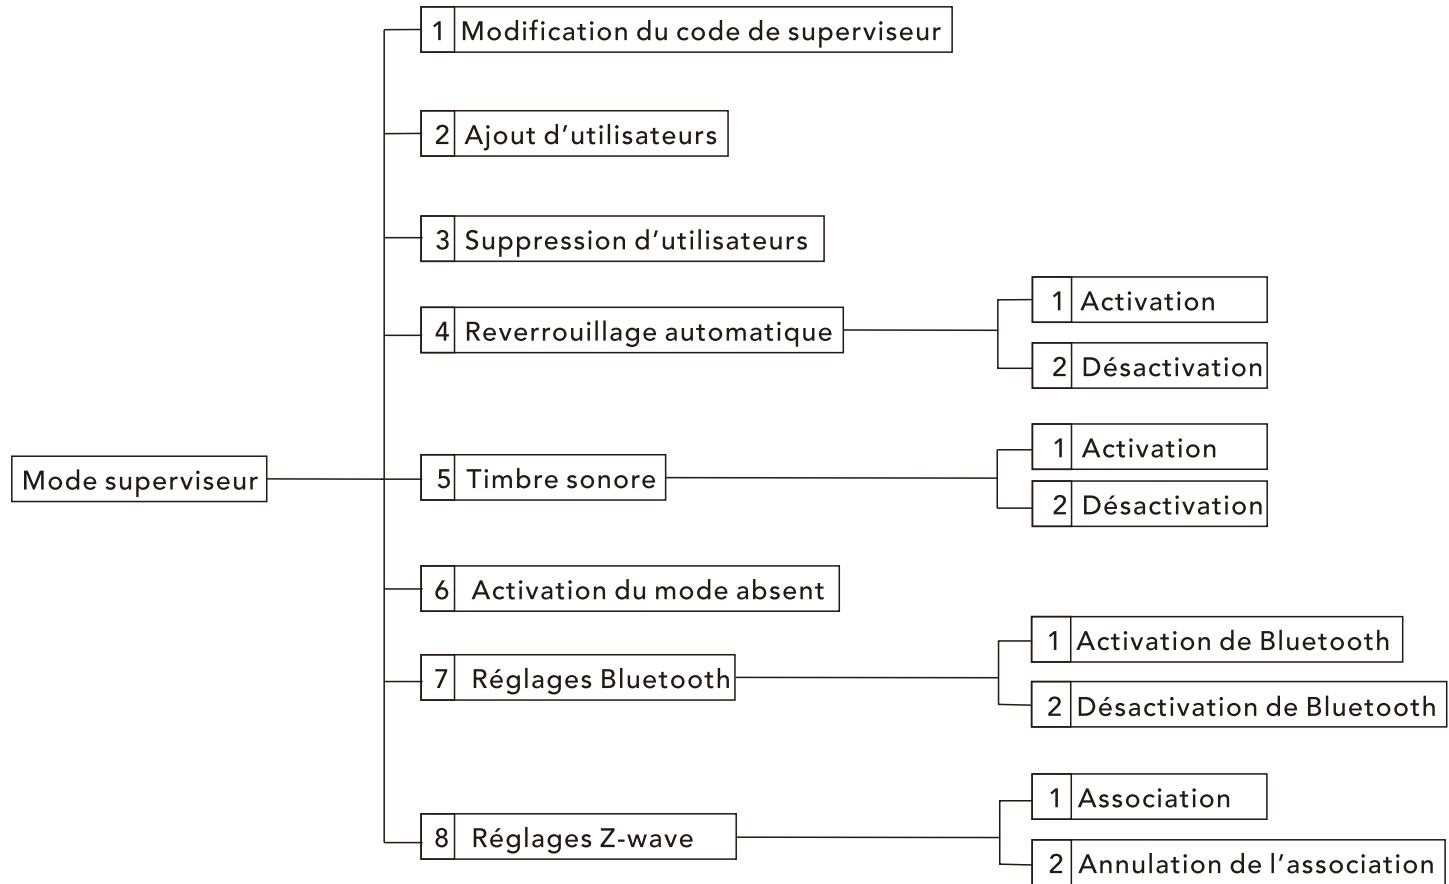 Mode superviseur
1 Modification du code de superviseur
2 Ajout d’utilisateurs
3 Suppression d’utilisateurs
4 Reverrouillage automatique
1 Activation
2 Désactivation
5 Timbre sonore
1 Activation
2 Désactivation
6 Activation du mode absent
7 Réglages Bluetooth
1 Activation de Bluetooth
2 Désactivation de Bluetooth
8 Réglages Z-wave
1 Association
2 Annulation de l’association